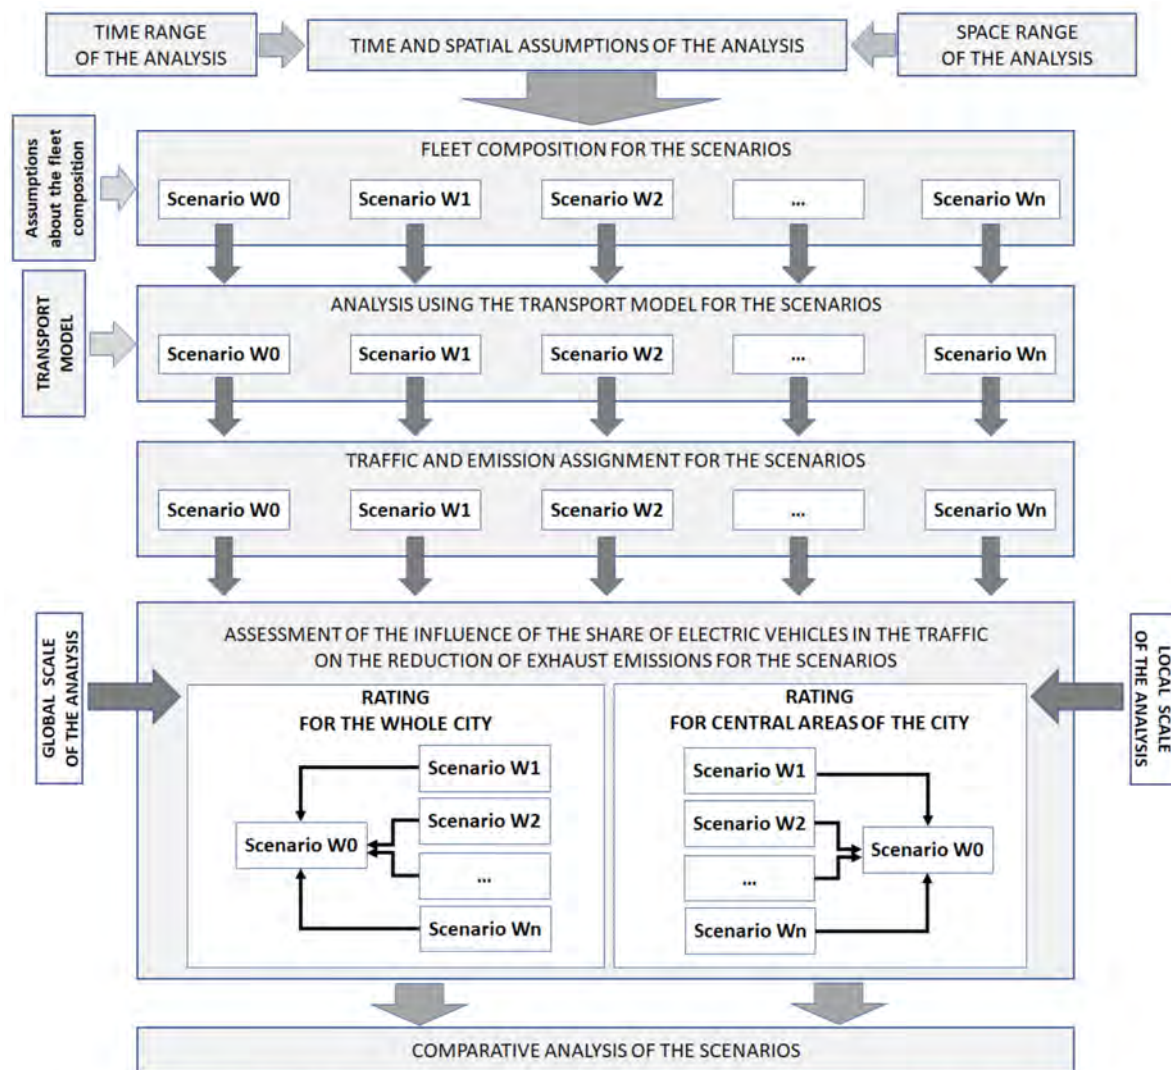 TIME RANGE
OF THE ANALYSIS
TIME AND SPATIAL ASSUMPTIONS OF THE ANALYSIS
SPACE RANGE
OF THE ANALYSIS
Assumptions
about the fleet
composition
FLEET COMPOSITION FOR THE SCENARIOS
Scenario W0
Scenario W1
Scenario W2
...
Scenario Wn
TRANSPORT
MODEL
ANALYSIS USING THE TRANSPORT MODEL FOR THE SCENARIOS
Scenario W0
Scenario W1
Scenario W2
...
Scenario Wn
TRAFFIC AND EMISSION ASSIGNMENT FOR THE SCENARIOS
Scenario W0
Scenario W1
Scenario W2
...
Scenario Wn
GLOBAL SCALE
OF THE ANALYSIS
ASSESSMENT OF THE INFLUENCE OF THE SHARE OF ELECTRIC VEHICLES IN THE TRAFFIC
ON THE REDUCTION OF EXHAUST EMISSIONS FOR THE SCENARIOS
LOCAL SCALE
OF THE ANALYSIS
RATING
FOR THE WHOLE CITY
Scenario W1
Scenario W2
Scenario W0
...
Scenario Wn
RATING
FOR CENTRAL AREAS OF THE CITY
Scenario W1
Scenario W2
Scenario W0
...
Scenario Wn
COMPARATIVE ANALYSIS OF THE SCENARIOS